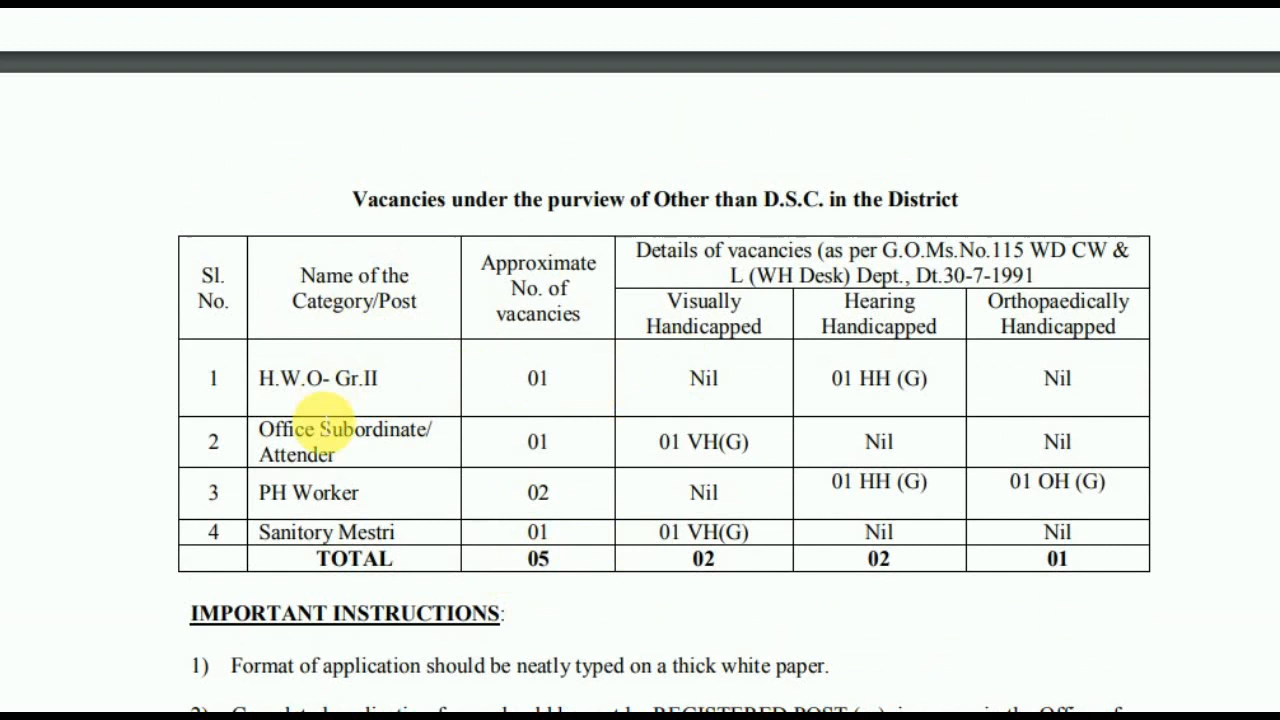 Vacancies under the purview of Other than D.S.C. in the District
Sl. No. Name of the Category/Post Approximate No. of vacancies Details of vacancies (as per G.O.Ms.No.115 WD CW & L (WH Desk) Dept., Dt.30-7-1991
Visually Handicapped Hearing Handicapped Orthopaedically Handicapped
1 H.W.O- Gr.II 01 Nil 01 HH (G) Nil
2 Office Subordinate/ Attender 01 01 VH(G) Nil Nil
3 PH Worker 02 Nil 01 HH (G) 01 OH (G)
4 Sanitory Mestri 01 01 VH(G) Nil Nil
TOTAL 05 02 02 01
IMPORTANT INSTRUCTIONS:
1) Format of application should be neatly typed on a thick white paper.